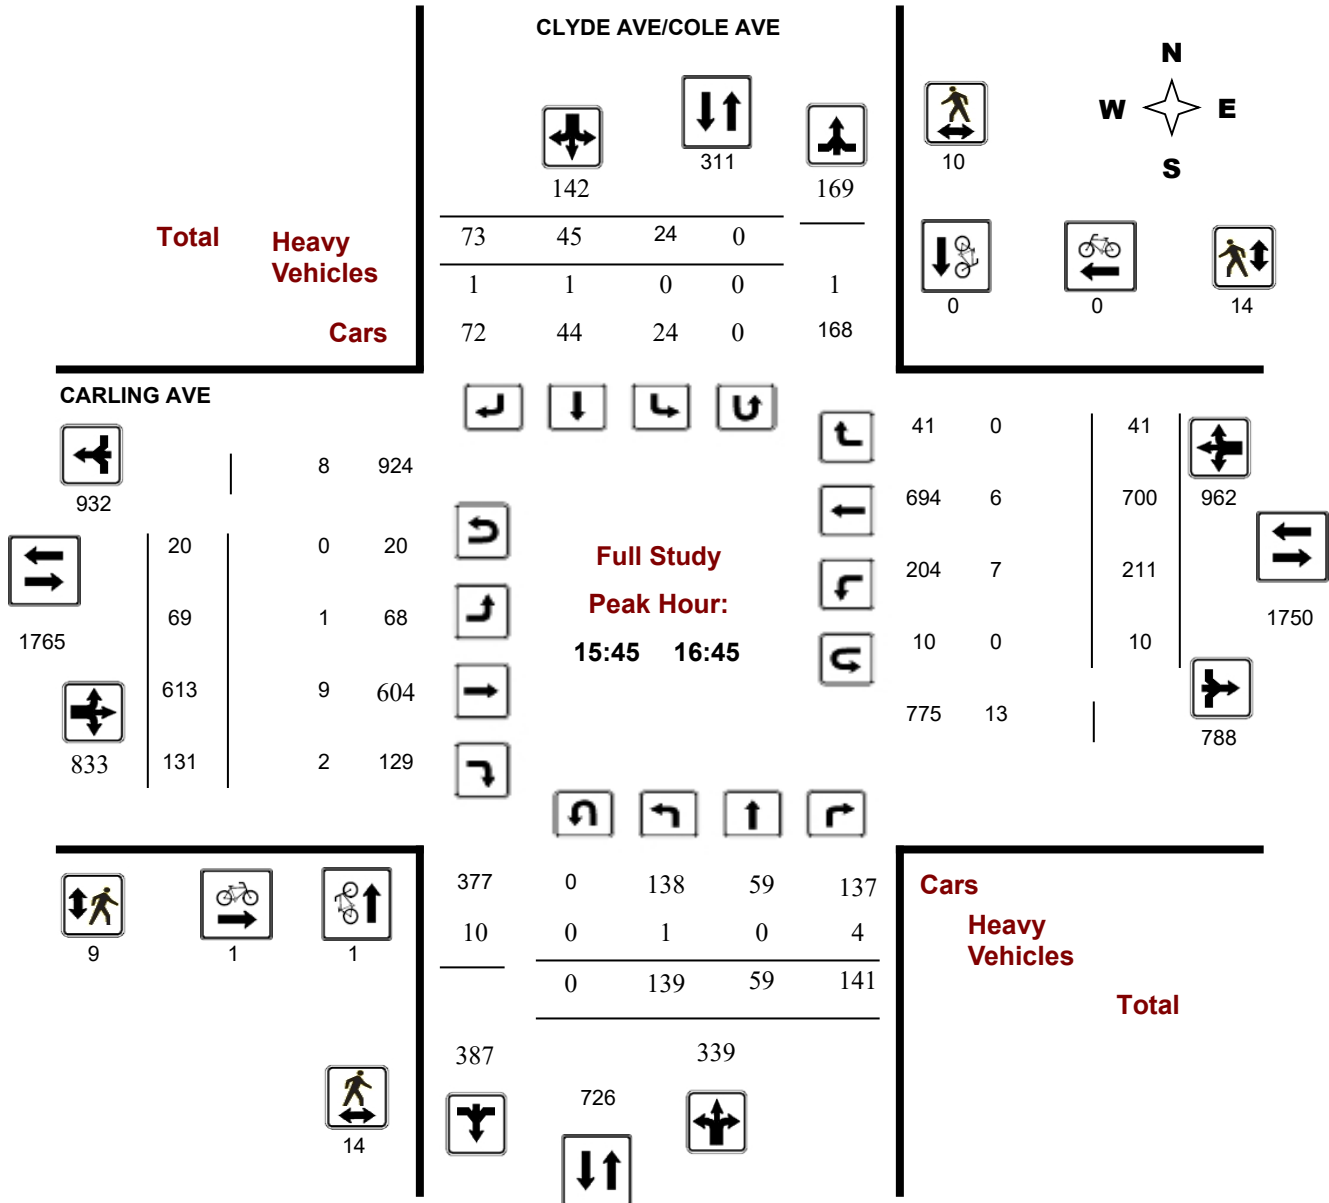 CLYDE AVE/COLE AVE
N
W E
S
10
311
142 169
Total Heavy
Vehicles
73 45 24 0
1 1 0 0 1
Cars 72 44 24 0 168
0 0 14
CARLING AVE
41 0 41
8 924
932
694 6 700 962
20 0 20
Full Study
204 7 211
69 1 68
Peak Hour:
1765
1750
15:45 16:45
10 0 10
613 9 604
775 13
788
833 131 2 129
377 0 138 59 137
Cars
10 0 1 0 4
Heavy
Vehicles
9 1 1
0 139 59 141
Total
387 339
726
14